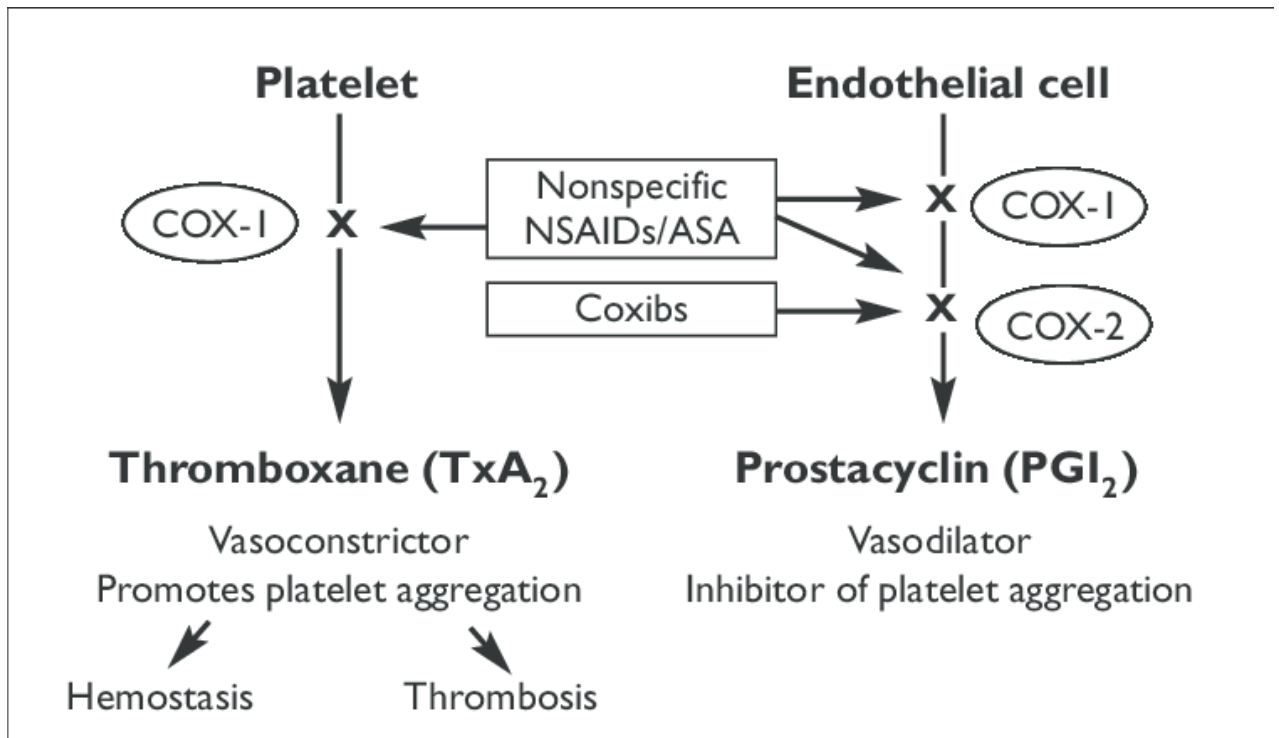 Platelet
Endothelial cell
COX-1
X
Nonspecific
NSAIDs/ASA
X
COX-1
Coxibs
X
COX-2
Thromboxane (TxA₂)
Vasoconstrictor
Promotes platelet aggregation
Hemostasis
Thrombosis
Prostacyclin (PGI₂)
Vasodilator
Inhibitor of platelet aggregation